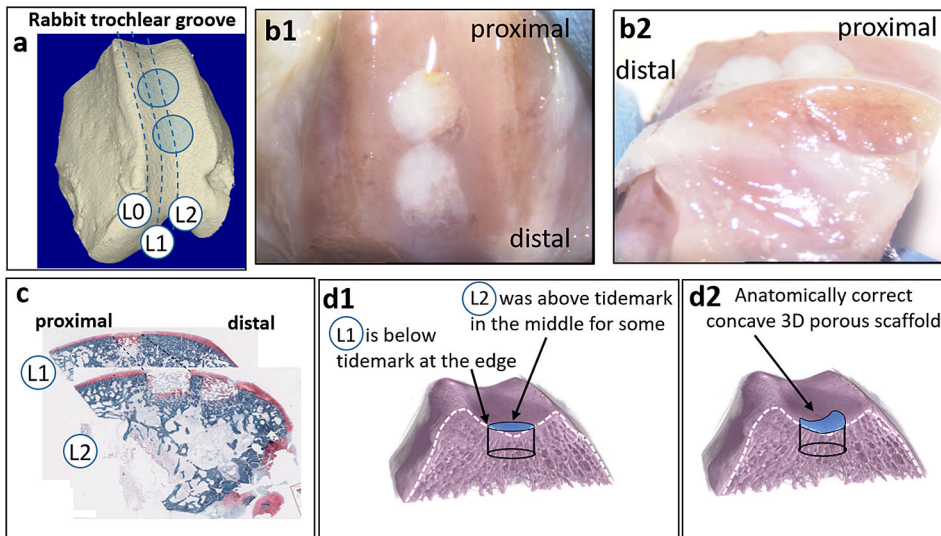 Rabbit trochlear groove
a
L0
L2
L1
b1
proximal
distal
b2
proximal
distal
c
proximal
distal
L1
L2
d1
L2 was above tidemark
in the middle for some
L1 is below
tidemark at the edge
d2
Anatomically correct
concave 3D porous scaffold